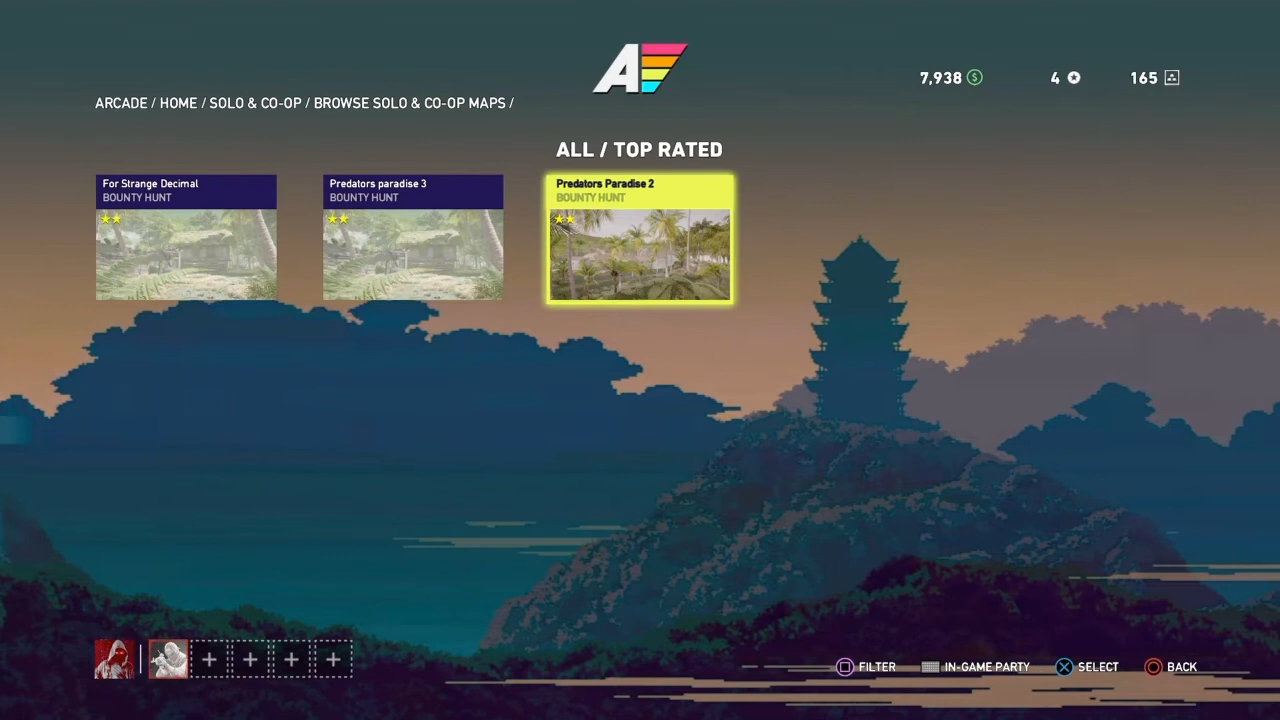 7,938 4 165
ARCADE / HOME / SOLO & CO-OP / BROWSE SOLO & CO-OP MAPS /
ALL / TOP RATED
For Strange Decimal
BOUNTY HUNT
Predators paradise 3
BOUNTY HUNT
Predators Paradise 2
BOUNTY HUNT
FILTER IN-GAME PARTY SELECT BACK